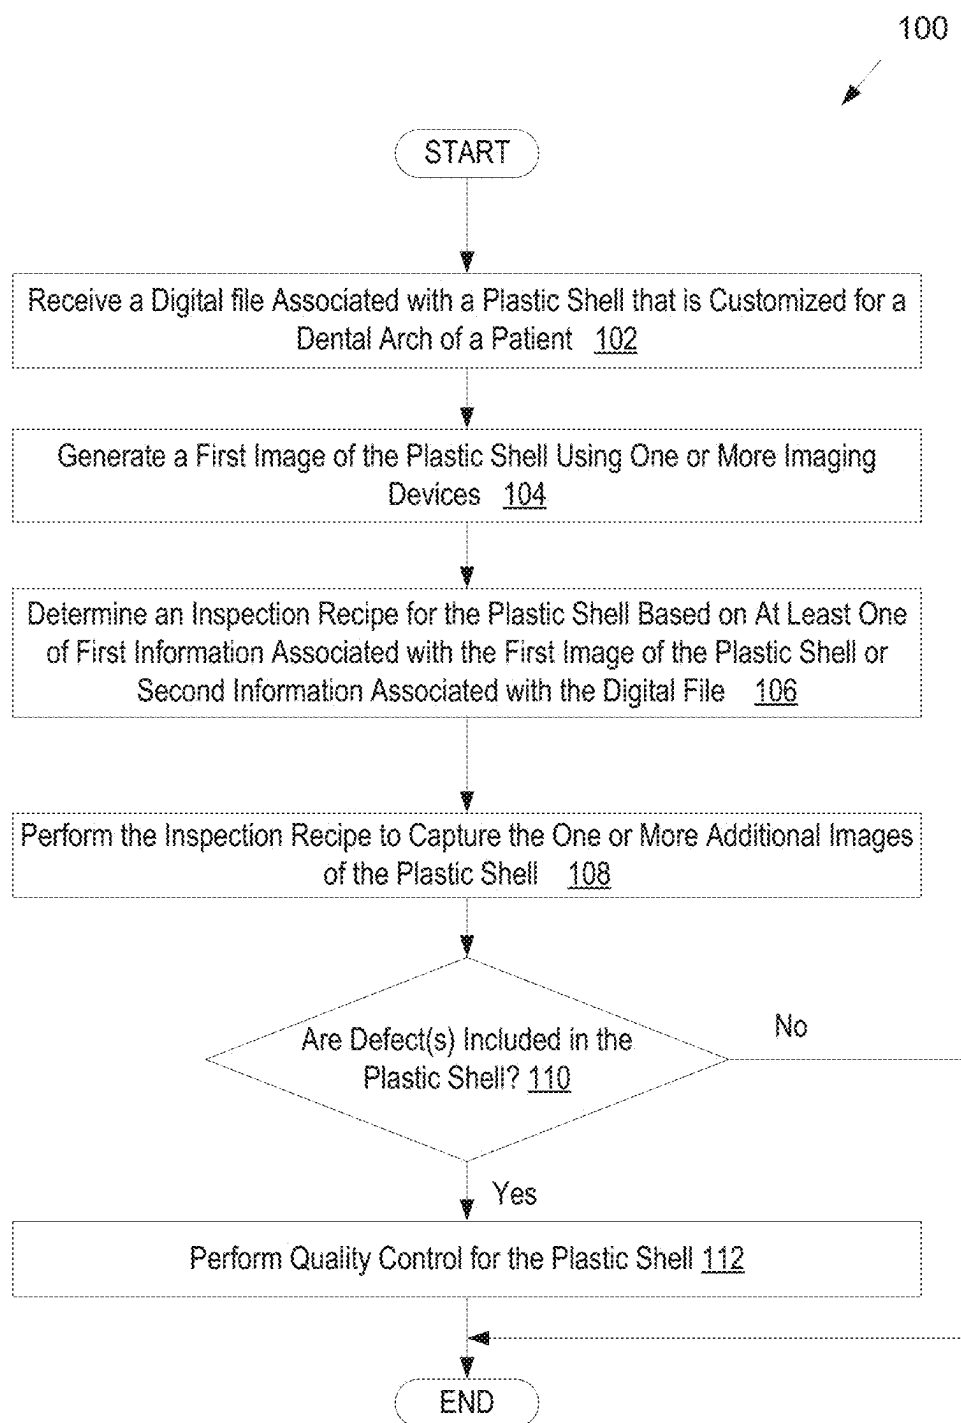 100
START
Receive a Digital file Associated with a Plastic Shell that is Customized for a
Dental Arch of a Patient 102
Generate a First Image of the Plastic Shell Using One or More Imaging
Devices 104
Determine an Inspection Recipe for the Plastic Shell Based on At Least One
of First Information Associated with the First Image of the Plastic Shell or
Second Information Associated with the Digital File 106
Perform the Inspection Recipe to Capture the One or More Additional Images
of the Plastic Shell 108
Are Defect(s) Included in the
Plastic Shell? 110
No
Yes
Perform Quality Control for the Plastic Shell 112
END